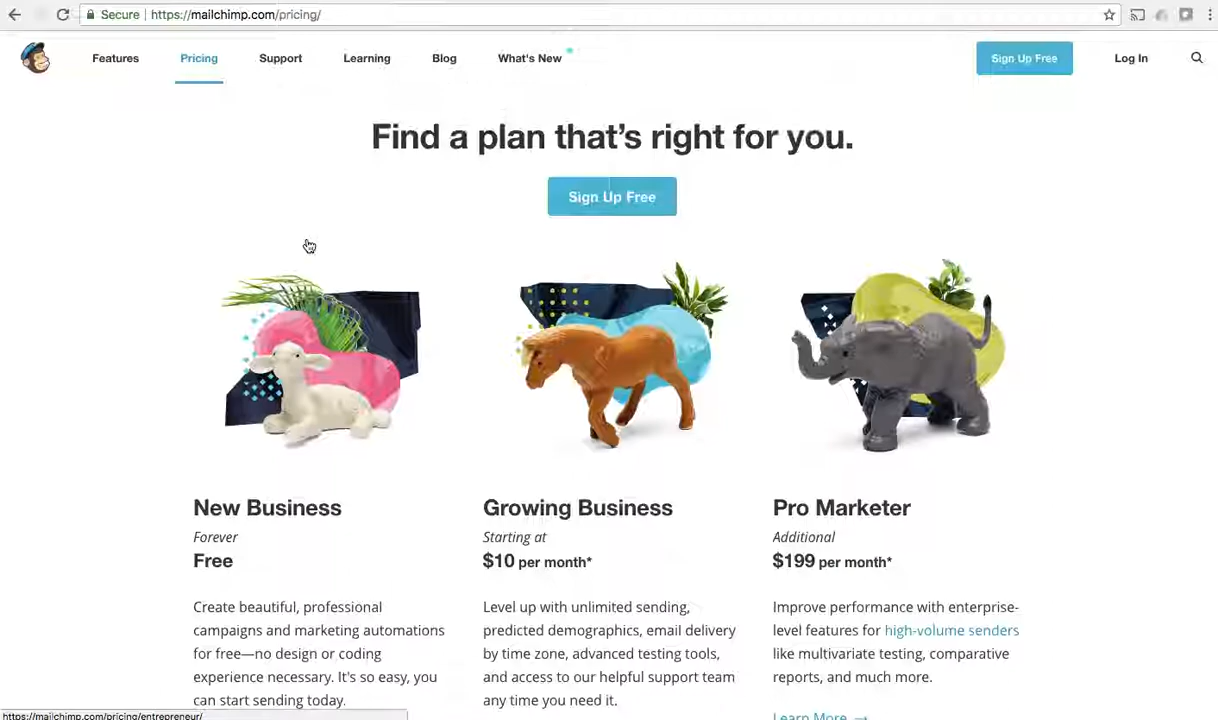 Secure https://mailchimp.com/pricing/
Features Pricing Support Learning Blog What's New Sign Up Free Log In
Find a plan that's right for you.
Sign Up Free
New Business
Forever
Free
Create beautiful, professional
campaigns and marketing automations
for free—no design or coding
experience necessary. It's so easy, you
can start sending today.
Growing Business
Starting at
$10 per month*
Level up with unlimited sending,
predicted demographics, email delivery
by time zone, advanced testing tools,
and access to our helpful support team
any time you need it.
Pro Marketer
Additional
$199 per month*
Improve performance with enterprise-
level features for high-volume senders
like multivariate testing, comparative
reports, and much more.
Learn More →
https://mailchimp.com/pricing/entrepreneur/